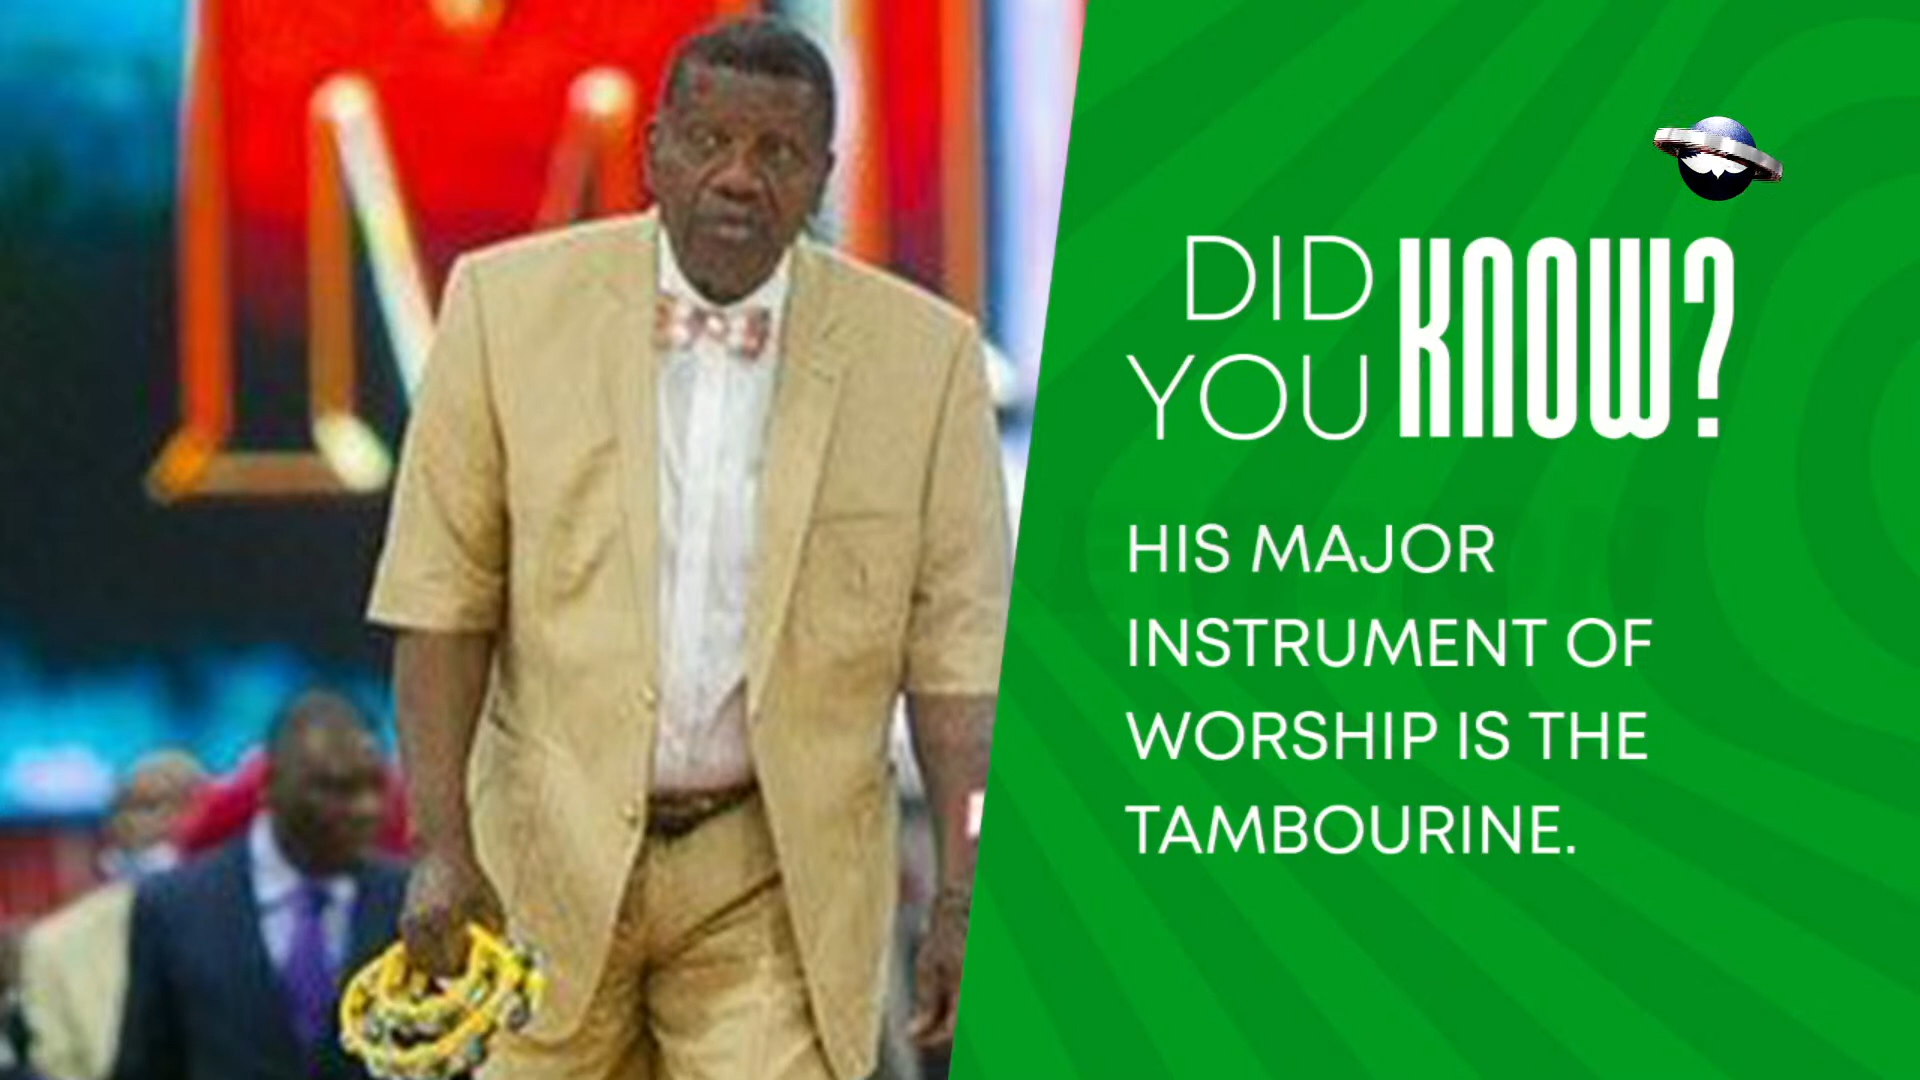 DID
YOU KNOW?
HIS MAJOR
INSTRUMENT OF
WORSHIP IS THE
TAMBOURINE.